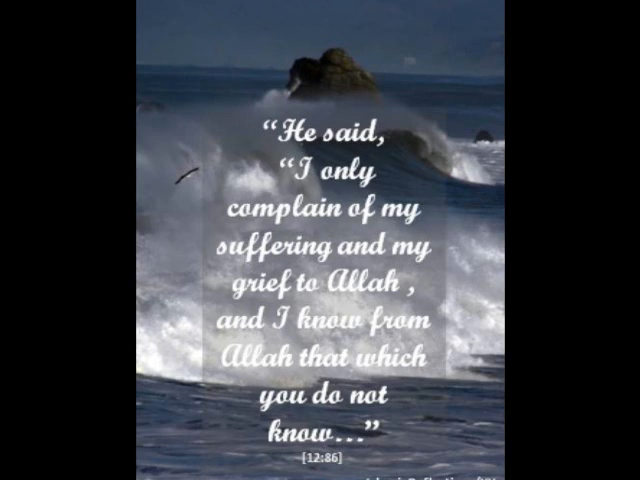 “He said,
“I only
complain of my
suffering and my
grief to Allah ,
and I know from
Allah that which
you do not
know...”
[12:86]